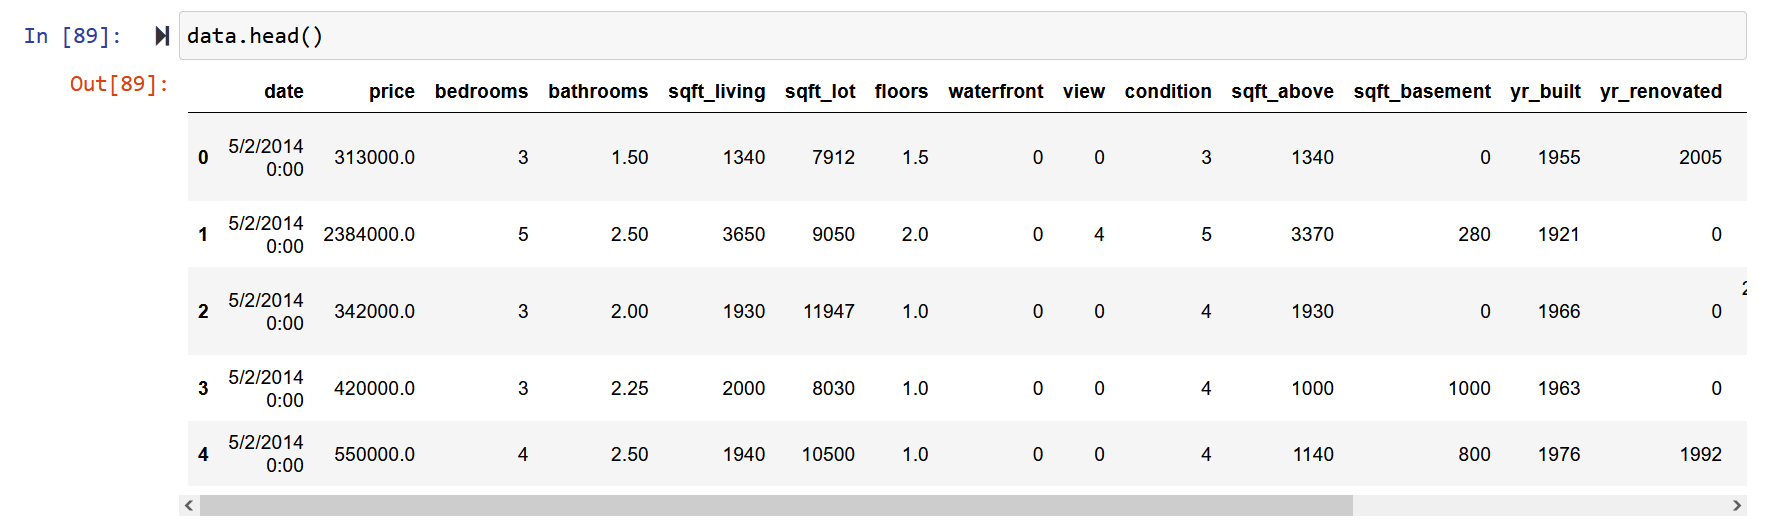 In [89]: data.head()
Out[89]:
date price bedrooms bathrooms sqft_living sqft_lot floors waterfront view condition sqft_above sqft_basement yr_built yr_renovated
0 5/2/2014 0:00 313000.0 3 1.50 1340 7912 1.5 0 0 3 1340 0 1955 2005
1 5/2/2014 0:00 2384000.0 5 2.50 3650 9050 2.0 0 4 5 3370 280 1921 0
2 5/2/2014 0:00 342000.0 3 2.00 1930 11947 1.0 0 0 4 1930 0 1966 0
3 5/2/2014 0:00 420000.0 3 2.25 2000 8030 1.0 0 0 4 1000 1000 1963 0
4 5/2/2014 0:00 550000.0 4 2.50 1940 10500 1.0 0 0 4 1140 800 1976 1992